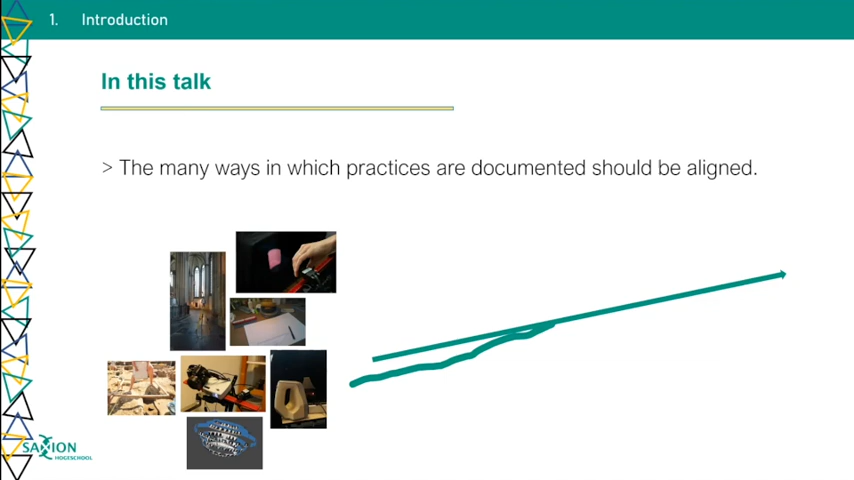 1. Introduction
In this talk
> The many ways in which practices are documented should be aligned.
SAXION
HOGESCHOOL